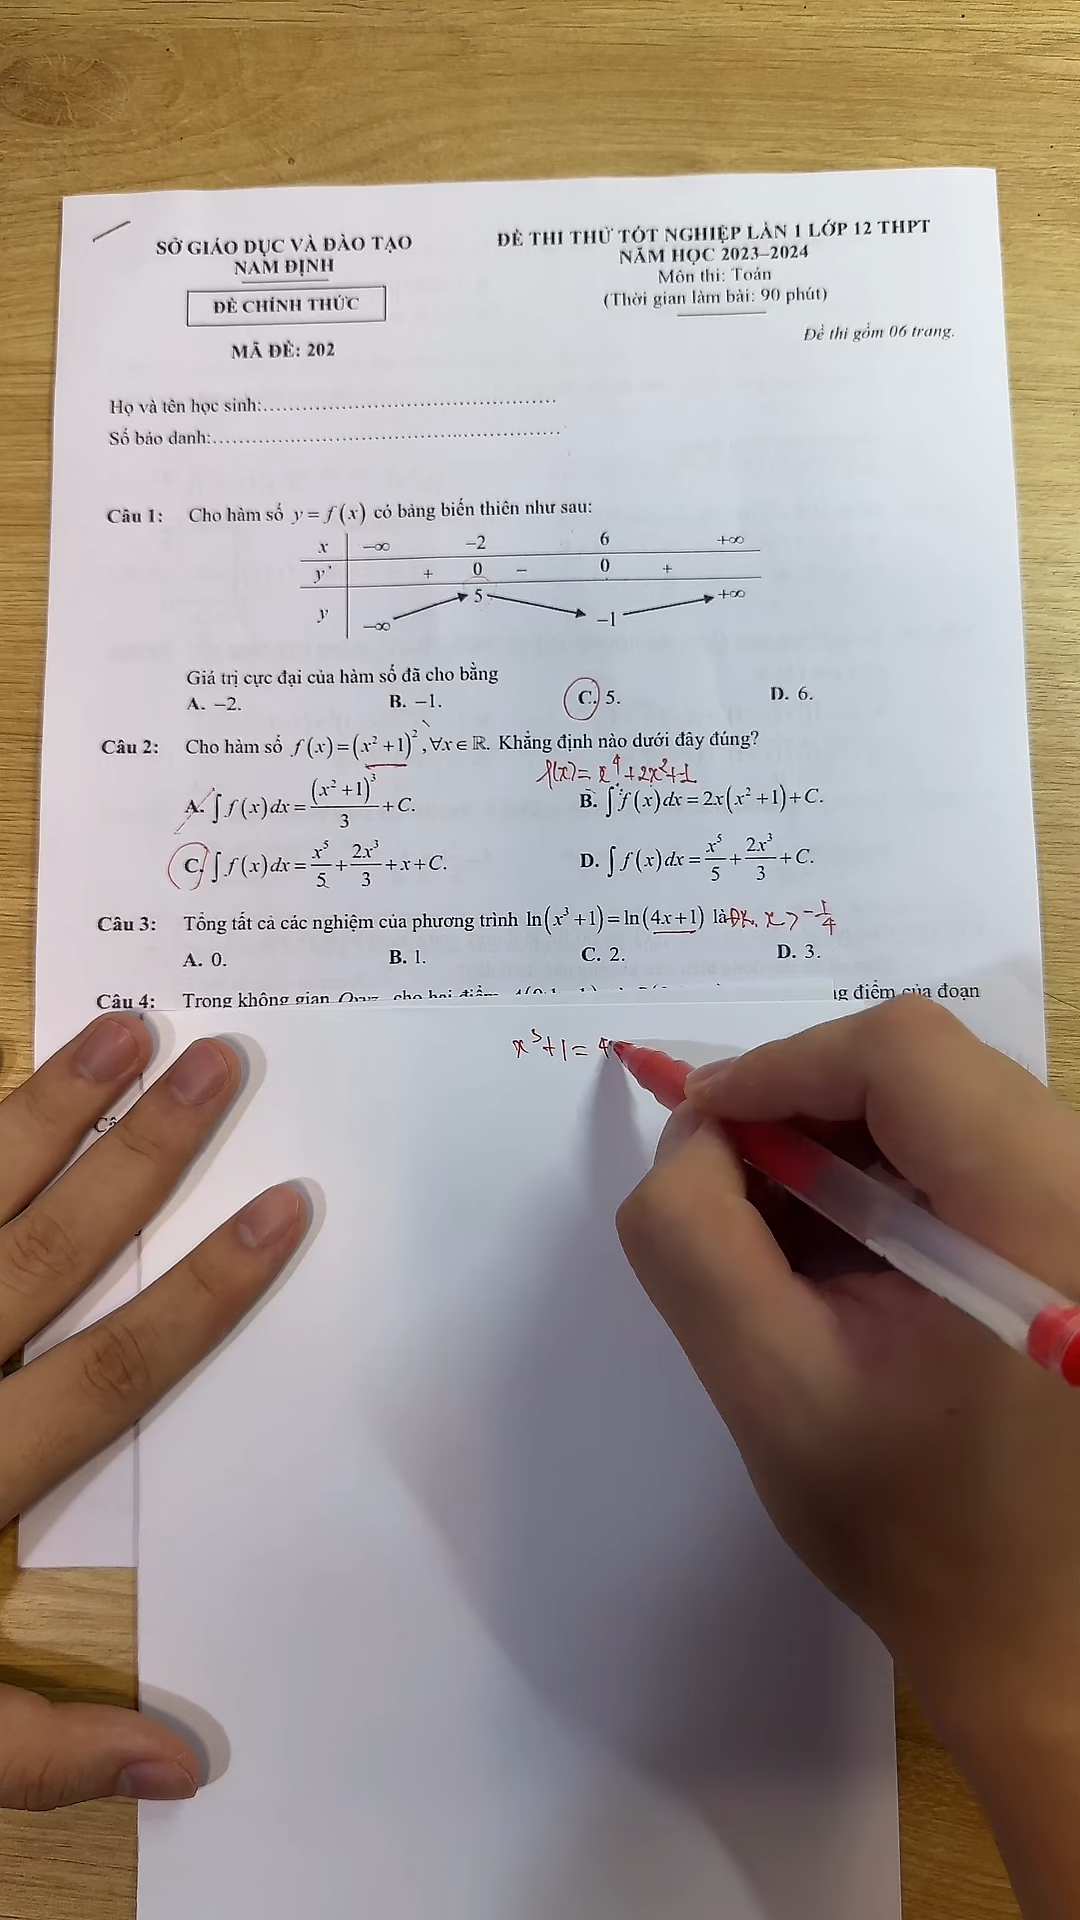 SỞ GIÁO DỤC VÀ ĐÀO TẠO
NAM ĐỊNH
ĐỀ CHÍNH THỨC
MÃ ĐỀ: 202
ĐỀ THI THỬ TỐT NGHIỆP LẦN 1 LỚP 12 THPT
NĂM HỌC 2023–2024
Môn thi: Toán
(Thời gian làm bài: 90 phút)
Đề thi gồm 06 trang.
Họ và tên học sinh:
Số báo danh:
Câu 1: Cho hàm số y = f(x) có bảng biến thiên như sau:
x −∞ −2 6 +∞
y' + 0 − 0 +
y −∞ 5 −1 +∞
Giá trị cực đại của hàm số đã cho bằng
A. −2. B. −1. C. 5. D. 6.
Câu 2: Cho hàm số f(x) = (x² + 1)², ∀x ∈ ℝ. Khẳng định nào dưới đây đúng?
f(x) = x⁴ + 2x² + 1
A. ∫ f(x)dx = (x² + 1)³/3 + C. B. ∫ f(x)dx = 2x(x² + 1) + C.
C. ∫ f(x)dx = x⁵/5 + 2x³/3 + x + C. D. ∫ f(x)dx = x⁵/5 + 2x³/3 + C.
Câu 3: Tổng tất cả các nghiệm của phương trình ln(x³ + 1) = ln(4x + 1) là ĐK. x > −1/4
A. 0. B. 1. C. 2. D. 3.
Câu 4: Trong không gian Oxyz, cho hai điểm điểm của đoạn
x³ + 1 = 4